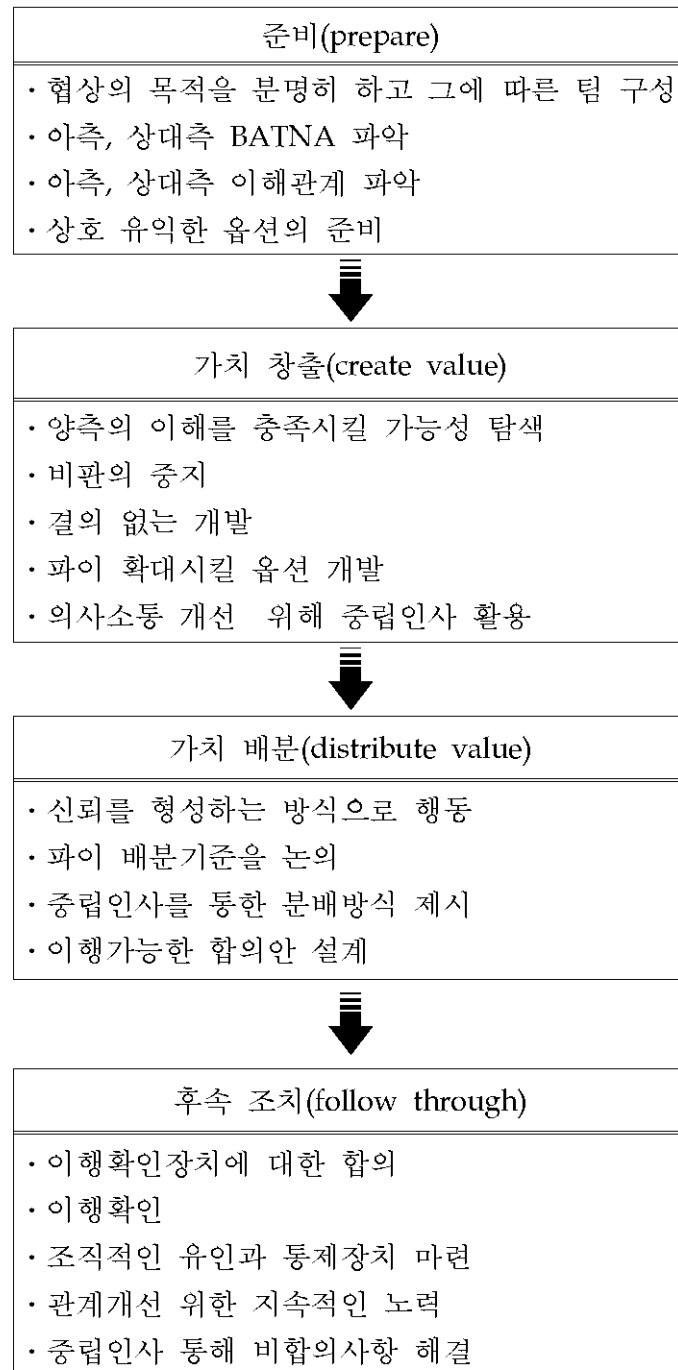 준비(prepare)
· 협상의 목적을 분명히 하고 그에 따른 팀 구성
· 아측, 상대측 BATNA 파악
· 아측, 상대측 이해관계 파악
· 상호 유익한 옵션의 준비
가치 창출(create value)
· 양측의 이해를 충족시킬 가능성 탐색
· 비판의 중지
· 결의 없는 개발
· 파이 확대시킬 옵션 개발
· 의사소통 개선 위해 중립인사 활용
가치 배분(distribute value)
· 신뢰를 형성하는 방식으로 행동
· 파이 배분기준을 논의
· 중립인사를 통한 분배방식 제시
· 이행가능한 합의안 설계
후속 조치(follow through)
· 이행확인장치에 대한 합의
· 이행확인
· 조직적인 유인과 통제장치 마련
· 관계개선 위한 지속적인 노력
· 중립인사 통해 비합의사항 해결